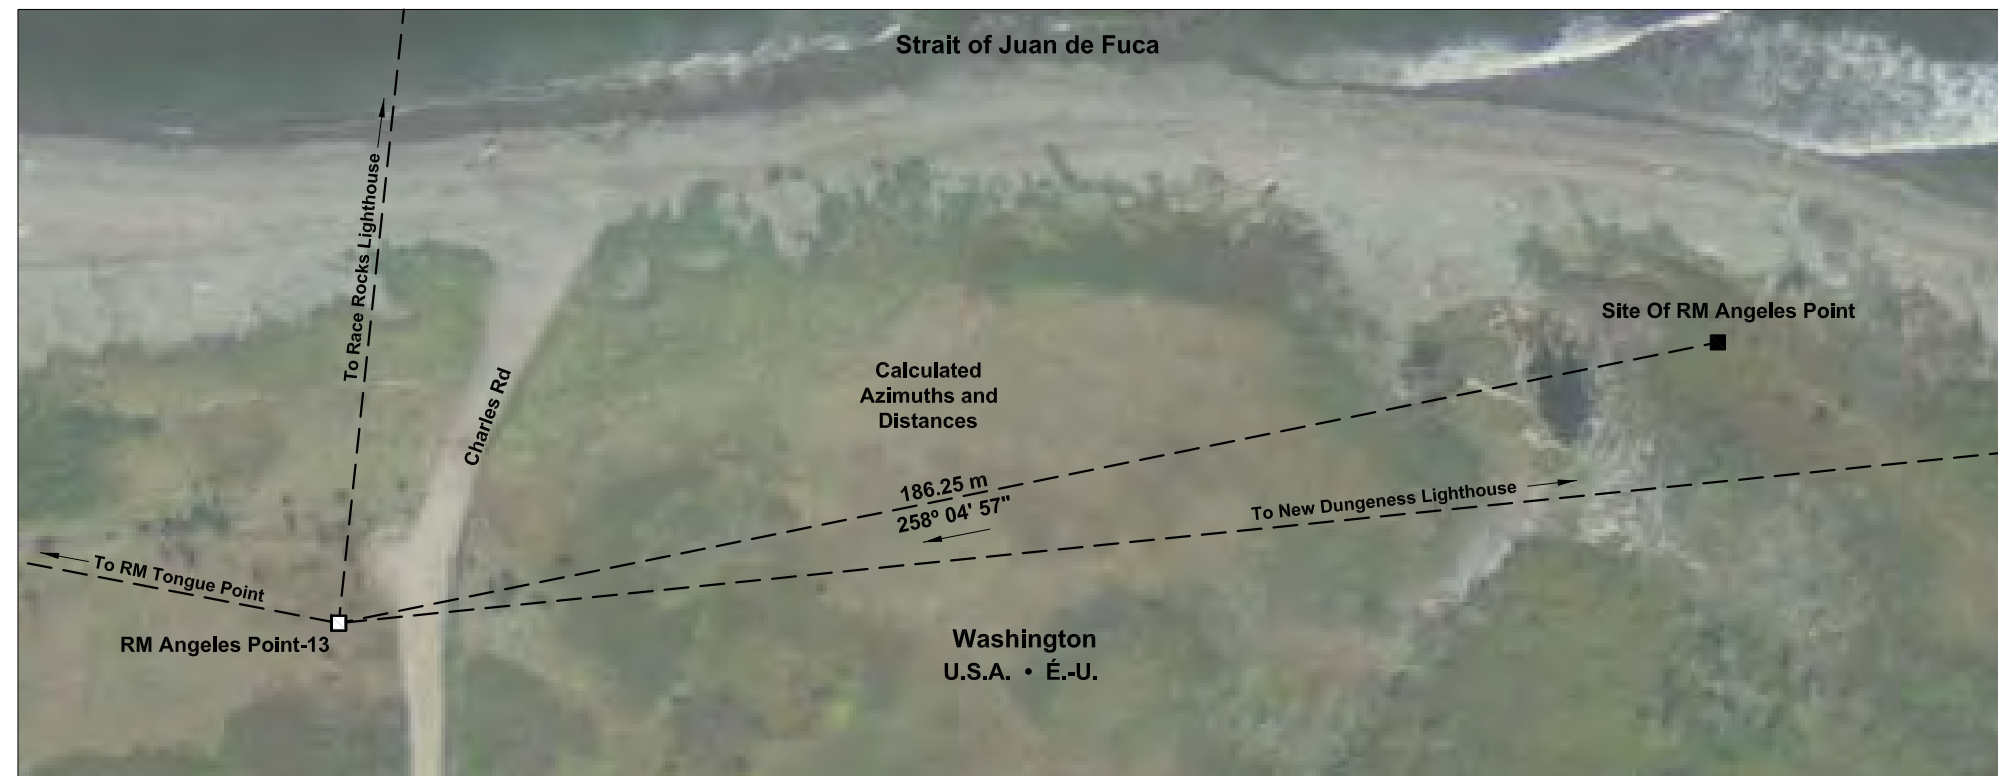 Strait of Juan de Fuca
To Race Rocks Lighthouse
Site Of RM Angeles Point
Charles Rd
Calculated
Azimuths and
Distances
186.25 m
258º 04' 57"
To New Dungeness Lighthouse
To RM Tongue Point
RM Angeles Point-13
Washington
U.S.A. • É.-U.